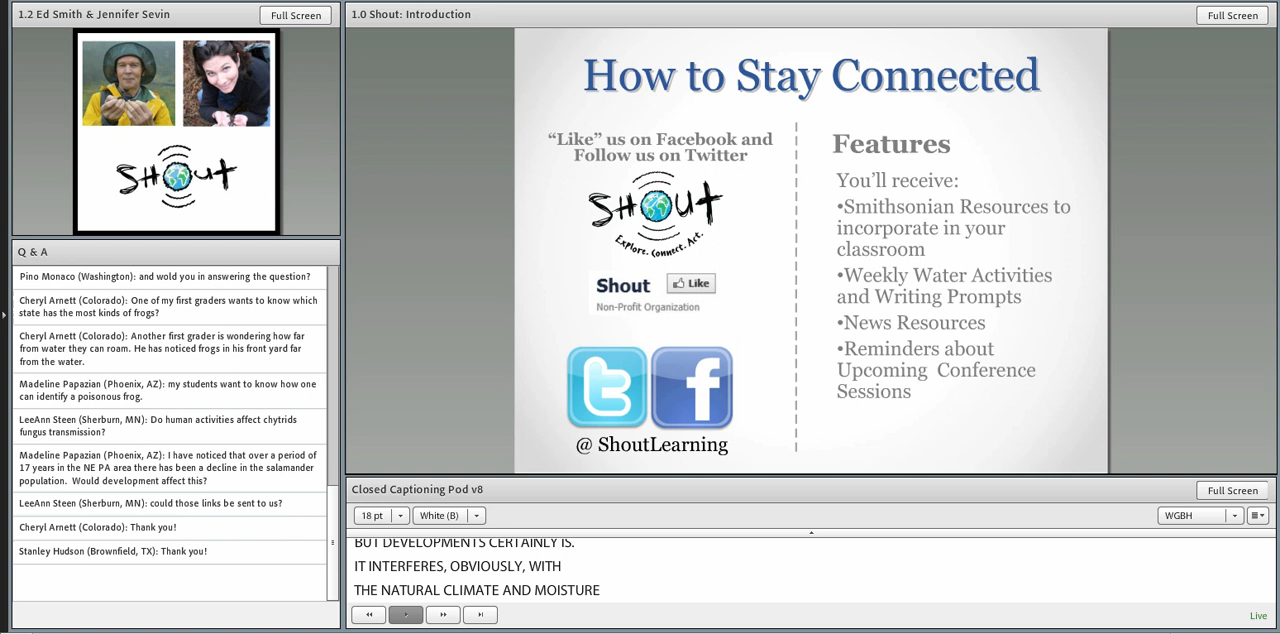 1.2 Ed Smith & Jennifer Sevin
Full Screen
SHOUT
Q & A
Pino Monaco (Washington): and wold you in answering the question?
Cheryl Arnett (Colorado): One of my first graders wants to know which
state has the most kinds of frogs?
Cheryl Arnett (Colorado): Another first grader is wondering how far
from water they can roam. He has noticed frogs in his front yard far
from the water.
Madeline Papazian (Phoenix, AZ): my students want to know how one
can identify a poisonous frog.
LeeAnn Steen (Sherburn, MN): Do human activities affect chytrids
fungus transmission?
Madeline Papazian (Phoenix, AZ): I have noticed that over a period of
17 years in the NE PA area there has been a decline in the salamander
population.  Would development affect this?
LeeAnn Steen (Sherburn, MN): could those links be sent to us?
Cheryl Arnett (Colorado): Thank you!
Stanley Hudson (Brownfield, TX): Thank you!
1.0 Shout: Introduction
Full Screen
How to Stay Connected
“Like” us on Facebook and
Follow us on Twitter
SHOUT
Explore. Connect. Act.
Shout
Like
Non-Profit Organization
t
f
@ ShoutLearning
Features
You’ll receive:
•Smithsonian Resources to
incorporate in your
classroom
•Weekly Water Activities
and Writing Prompts
•News Resources
•Reminders about
Upcoming  Conference
Sessions
Closed Captioning Pod v8
Full Screen
18 pt
White (B)
WGBH
BUT DEVELOPMENTS CERTAINLY IS.
IT INTERFERES, OBVIOUSLY, WITH
THE NATURAL CLIMATE AND MOISTURE
Live